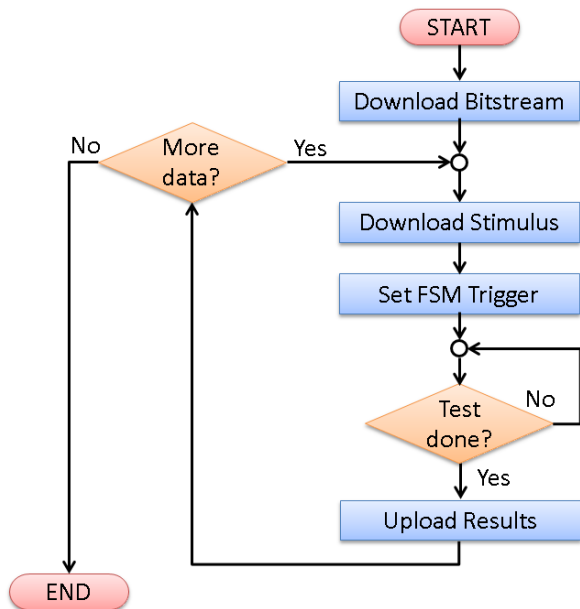 START
Download Bitstream
No
More
data?
Yes
Download Stimulus
Set FSM Trigger
Test
done?
No
Yes
Upload Results
END